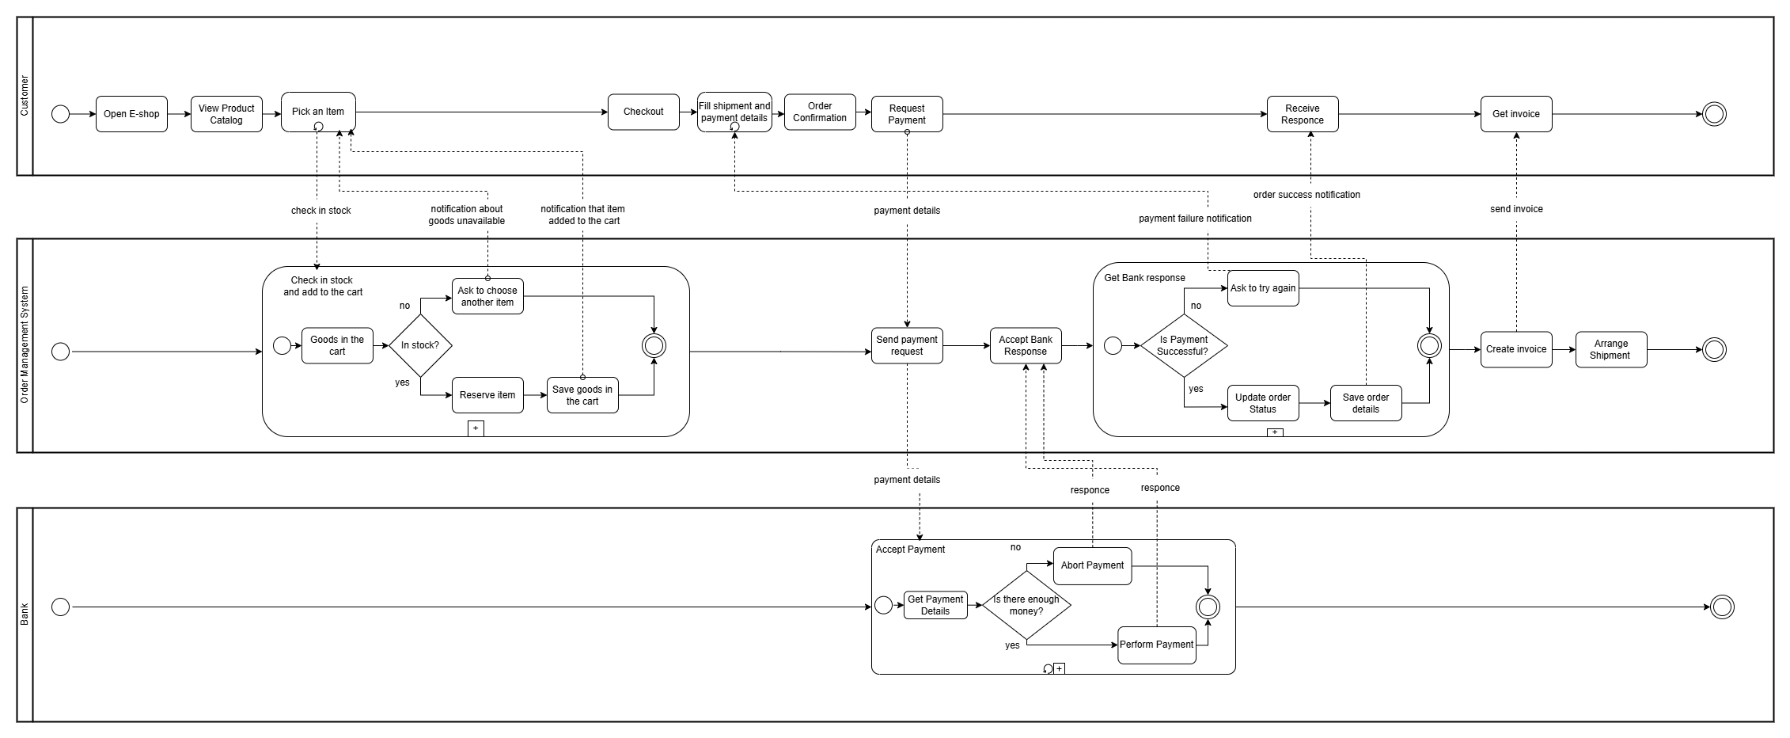 Customer
Open E-shop
View Product
Catalog
Pick an Item
Checkout
Fill shipment and
payment details
Order
Confirmation
Request
Payment
Receive
Responce
Get invoice
check in stock
notification about
goods unavailable
notification that item
added to the cart
payment details
payment failure notification
order success notification
send invoice
Order Management System
Check in stock
and add to the cart
Goods in the
cart
In stock?
no
yes
Ask to choose
another item
Reserve item
Save goods in
the cart
+
Send payment
request
Accept Bank
Response
Get Bank response
Is Payment
Successful?
no
yes
Ask to try again
Update order
Status
Save order
details
+
Create invoice
Arrange
Shipment
payment details
responce
responce
Bank
Accept Payment
Get Payment
Details
Is there enough
money?
no
yes
Abort Payment
Perform Payment
+